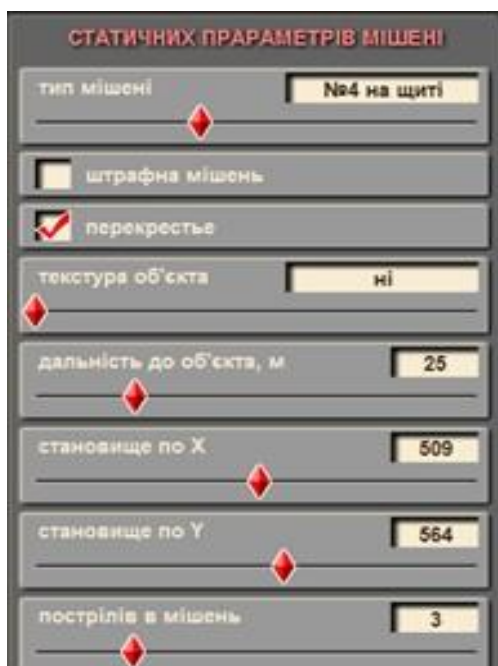 СТАТИЧНИХ ПРАРАМЕТРІВ МІШЕНІ
тип мішені №4 на щиті
штрафна мішень
перекрестье
текстура об'єкта ні
дальність до об'єкта, м 25
становище по X 509
становище по Y 564
пострілів в мішень 3